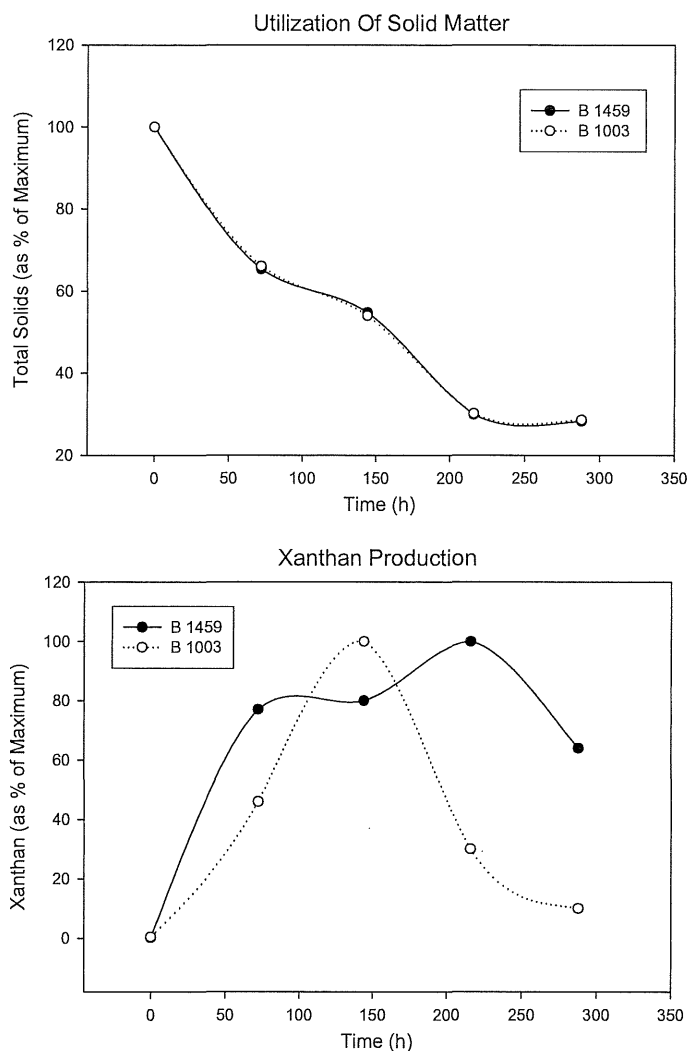 Utilization Of Solid Matter
120
100
80
60
40
20
Total Solids (as % of Maximum)
B 1459
B 1003
0 50 100 150 200 250 300 350
Time (h)
Xanthan Production
120
100
80
60
40
20
0
Xanthan (as % of Maximum)
B 1459
B 1003
0 50 100 150 200 250 300 350
Time (h)